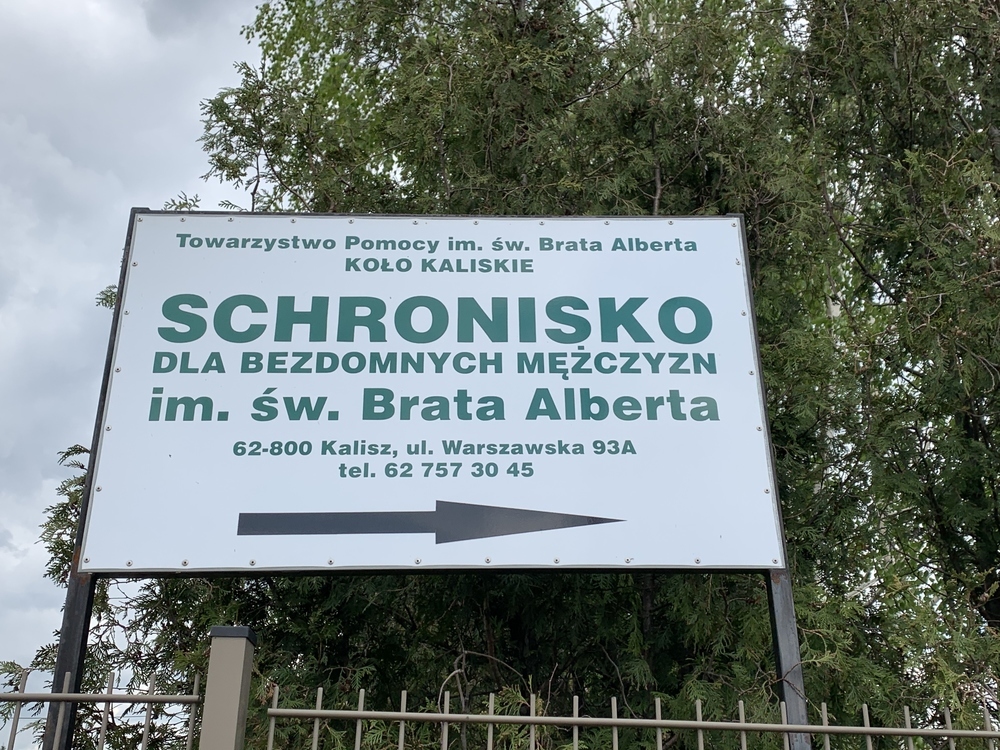 Towarzystwo Pomocy im. św. Brata Alberta
KOŁO KALISKIE
SCHRONISKO
DLA BEZDOMNYCH MĘŻCZYZN
im. św. Brata Alberta
62-800 Kalisz, ul. Warszawska 93A
tel. 62 757 30 45